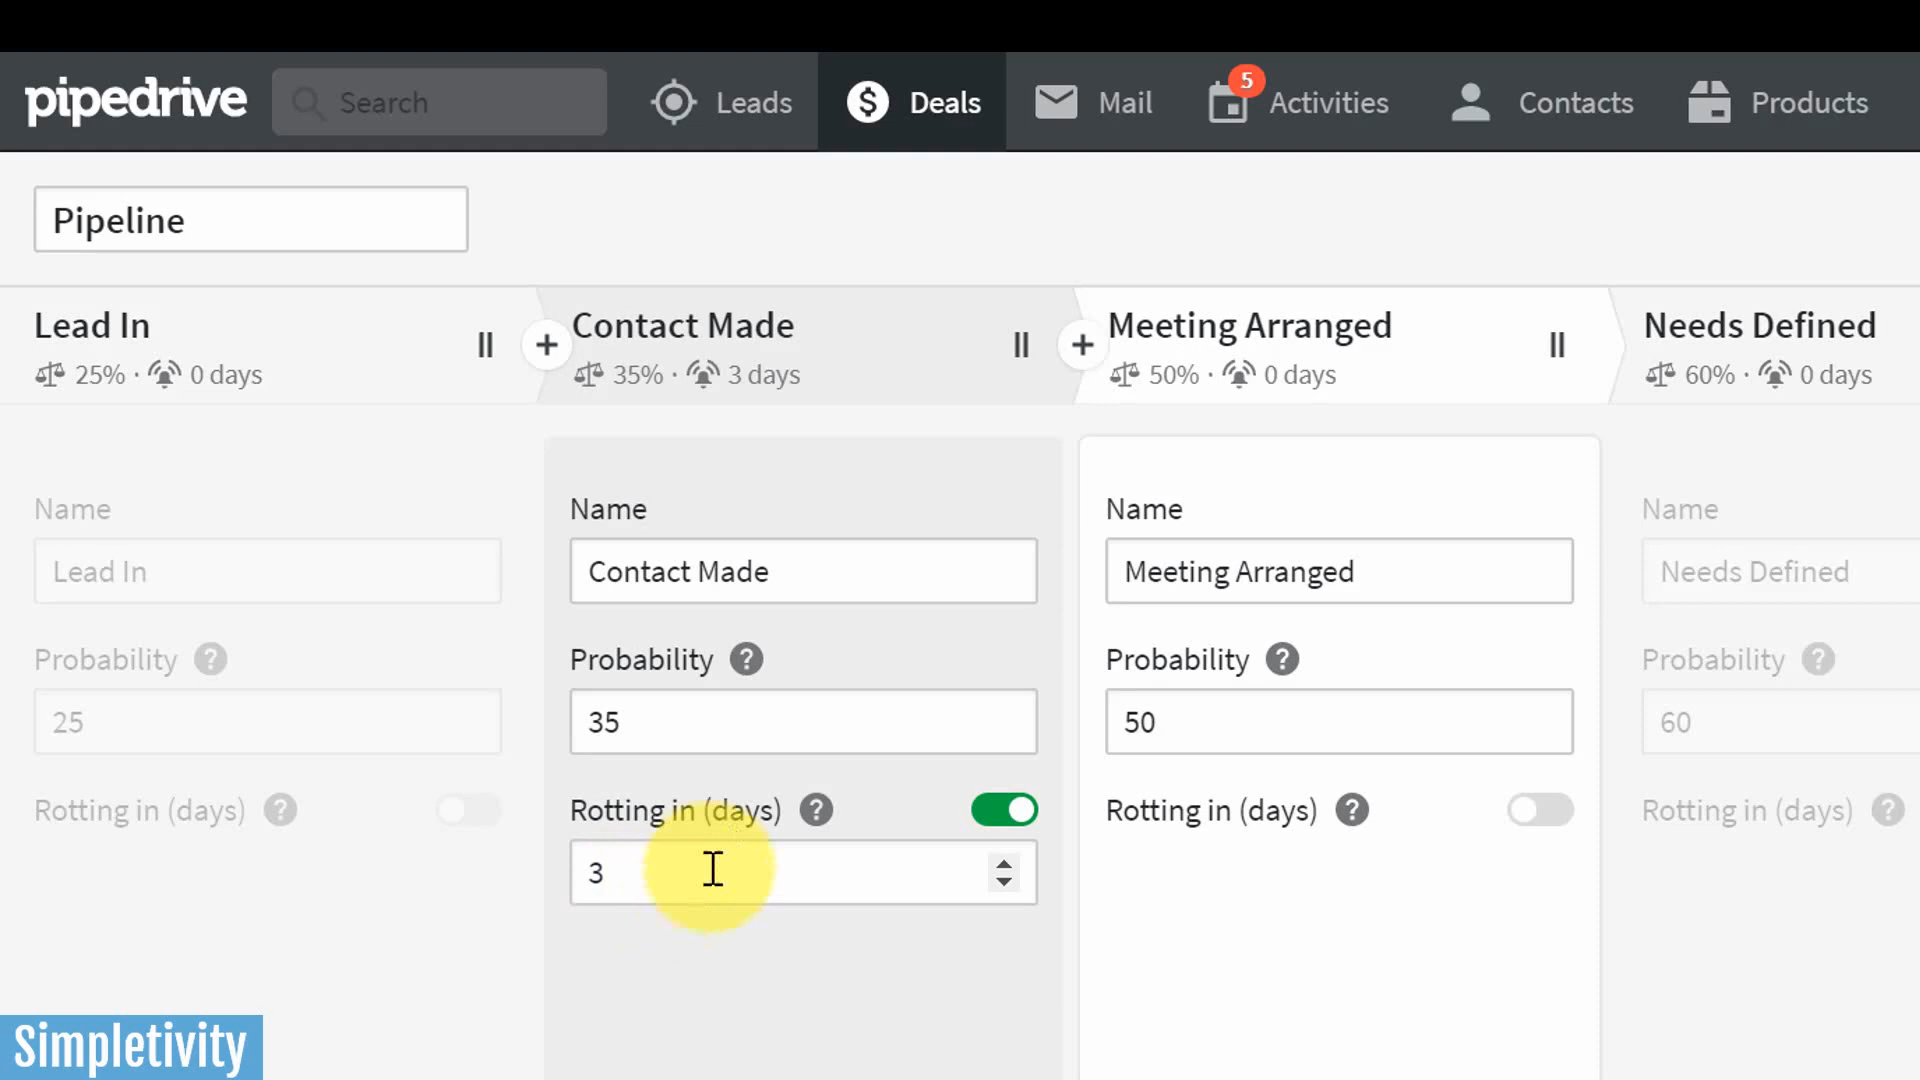 pipedrive
Search
Leads
Deals
Mail
5
Activities
Contacts
Products
Pipeline
Lead In
25% · 0 days
Contact Made
35% · 3 days
Meeting Arranged
50% · 0 days
Needs Defined
60% · 0 days
Name
Lead In
Probability ?
25
Rotting in (days) ?
Name
Contact Made
Probability ?
35
Rotting in (days) ?
3
Name
Meeting Arranged
Probability ?
50
Rotting in (days) ?
Name
Needs Defined
Probability ?
60
Rotting in (days) ?
Simpletivity